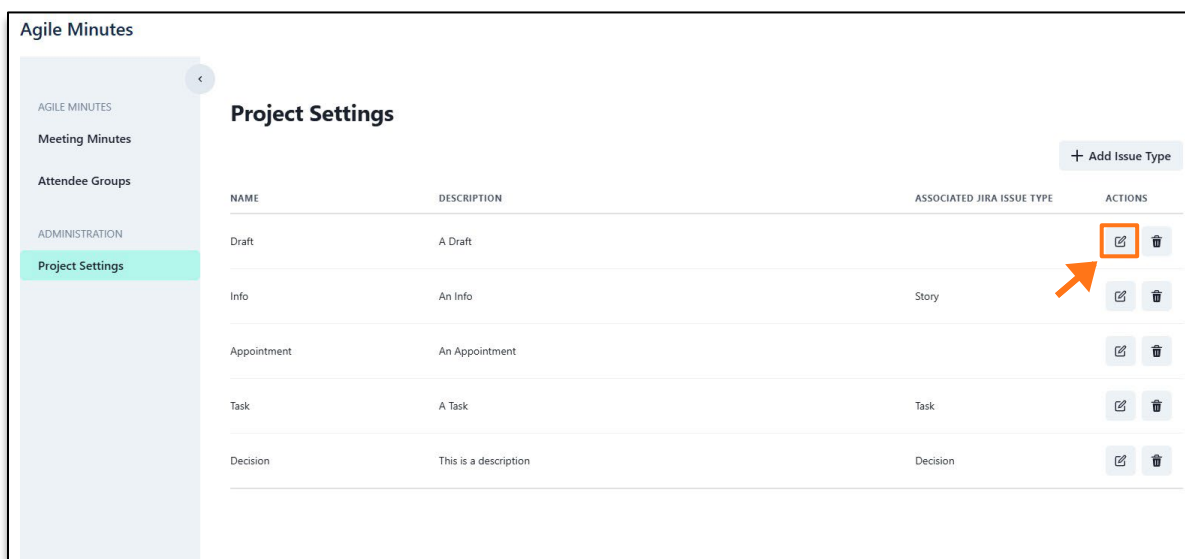 Agile Minutes
AGILE MINUTES
Meeting Minutes
Attendee Groups
ADMINISTRATION
Project Settings
Project Settings
+ Add Issue Type
NAME DESCRIPTION ASSOCIATED JIRA ISSUE TYPE ACTIONS
Draft A Draft
Info An Info Story
Appointment An Appointment
Task A Task Task
Decision This is a description Decision